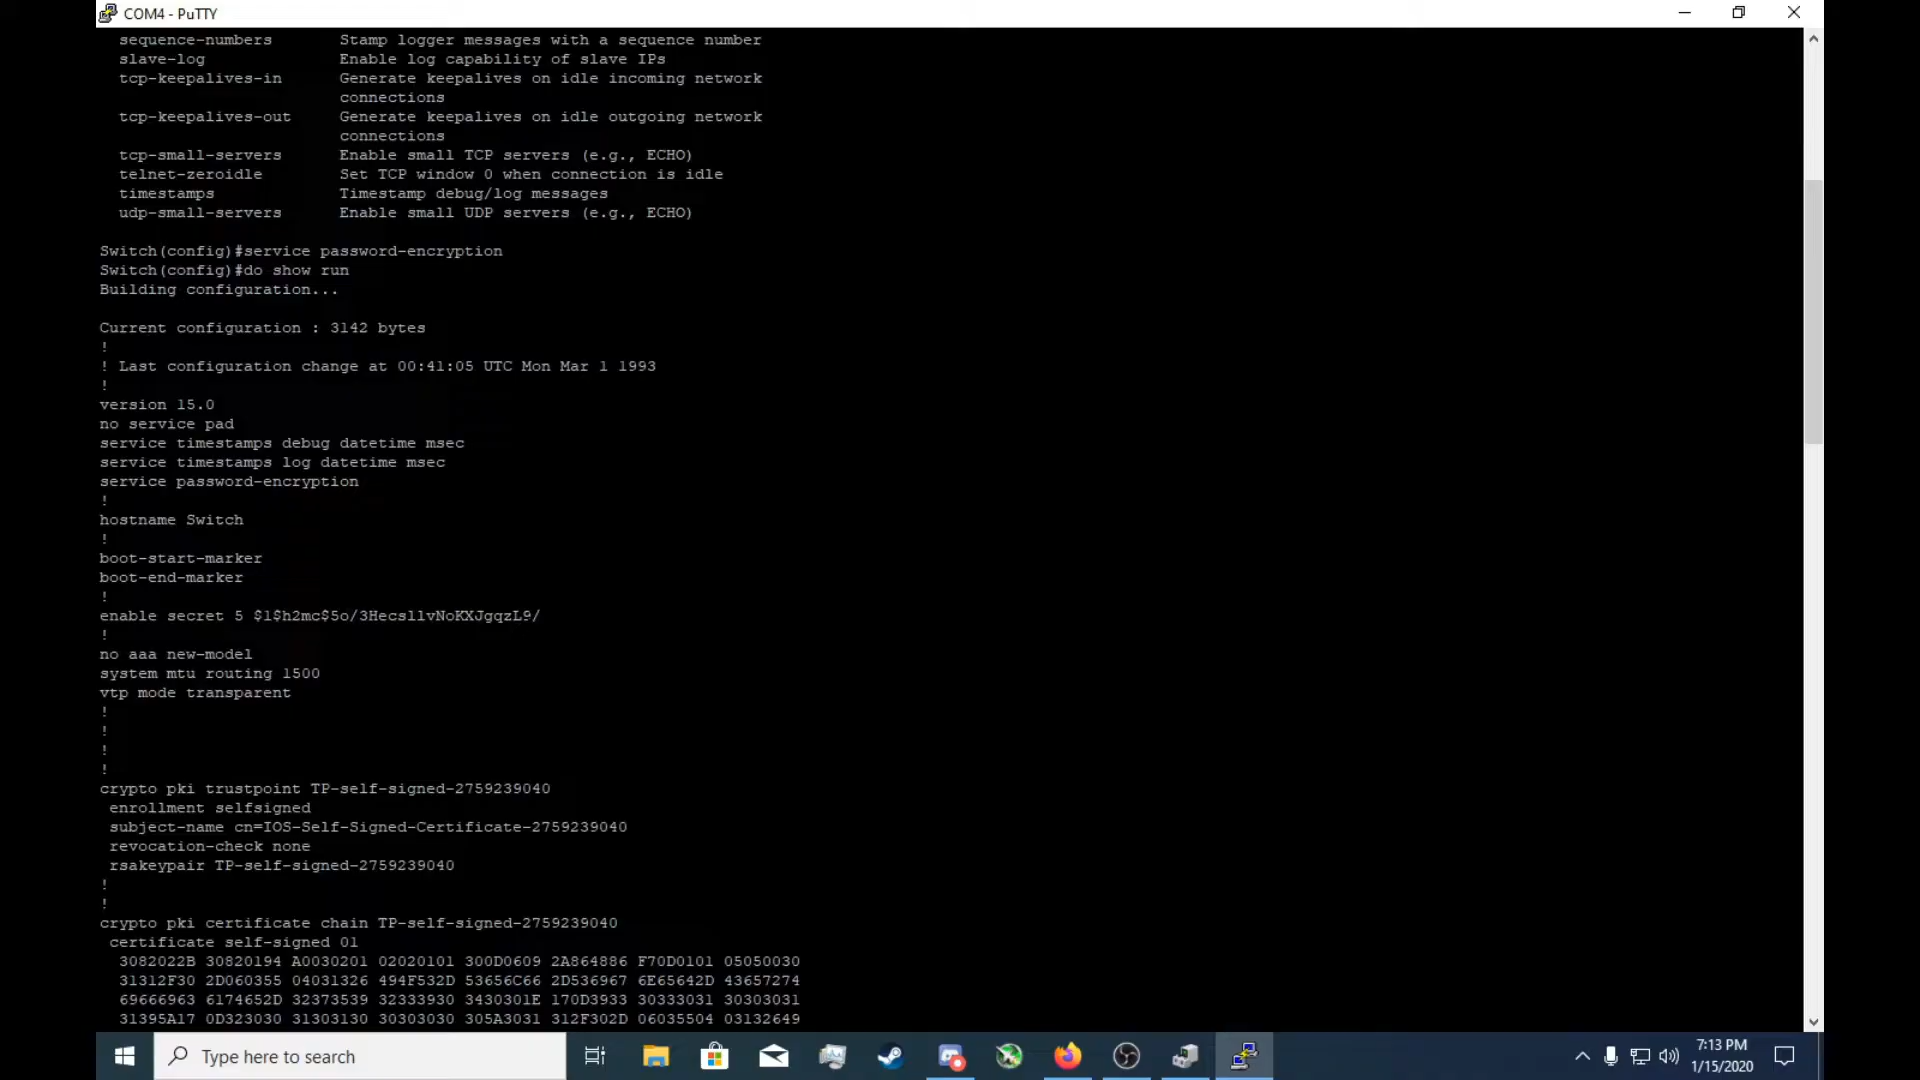 COM4 - PuTTY
sequence-numbers Stamp logger messages with a sequence number
slave-log Enable log capability of slave IPs
tcp-keepalives-in Generate keepalives on idle incoming network
connections
tcp-keepalives-out Generate keepalives on idle outgoing network
connections
tcp-small-servers Enable small TCP servers (e.g., ECHO)
telnet-zeroidle Set TCP window 0 when connection is idle
timestamps Timestamp debug/log messages
udp-small-servers Enable small UDP servers (e.g., ECHO)
Switch(config)#service password-encryption
Switch(config)#do show run
Building configuration...
Current configuration : 3142 bytes
!
! Last configuration change at 00:41:05 UTC Mon Mar 1 1993
!
version 15.0
no service pad
service timestamps debug datetime msec
service timestamps log datetime msec
service password-encryption
!
hostname Switch
!
boot-start-marker
boot-end-marker
!
enable secret 5 $1$h2mc$5o/3HecsllvNoKXJgqzL9/
!
no aaa new-model
system mtu routing 1500
vtp mode transparent
!
!
!
!
crypto pki trustpoint TP-self-signed-2759239040
enrollment selfsigned
subject-name cn=IOS-Self-Signed-Certificate-2759239040
revocation-check none
rsakeypair TP-self-signed-2759239040
!
!
crypto pki certificate chain TP-self-signed-2759239040
certificate self-signed 01
3082022B 30820194 A0030201 02020101 300D0609 2A864886 F70D0101 05050030
31312F30 2D060355 04031326 494F532D 53656C66 2D536967 6E65642D 43657274
69666963 6174652D 32373539 32333930 3430301E 170D3933 30333031 30303031
31395A17 0D323030 31303130 30303030 305A3031 312F302D 06035504 03132649
Type here to search
7:13 PM
1/15/2020